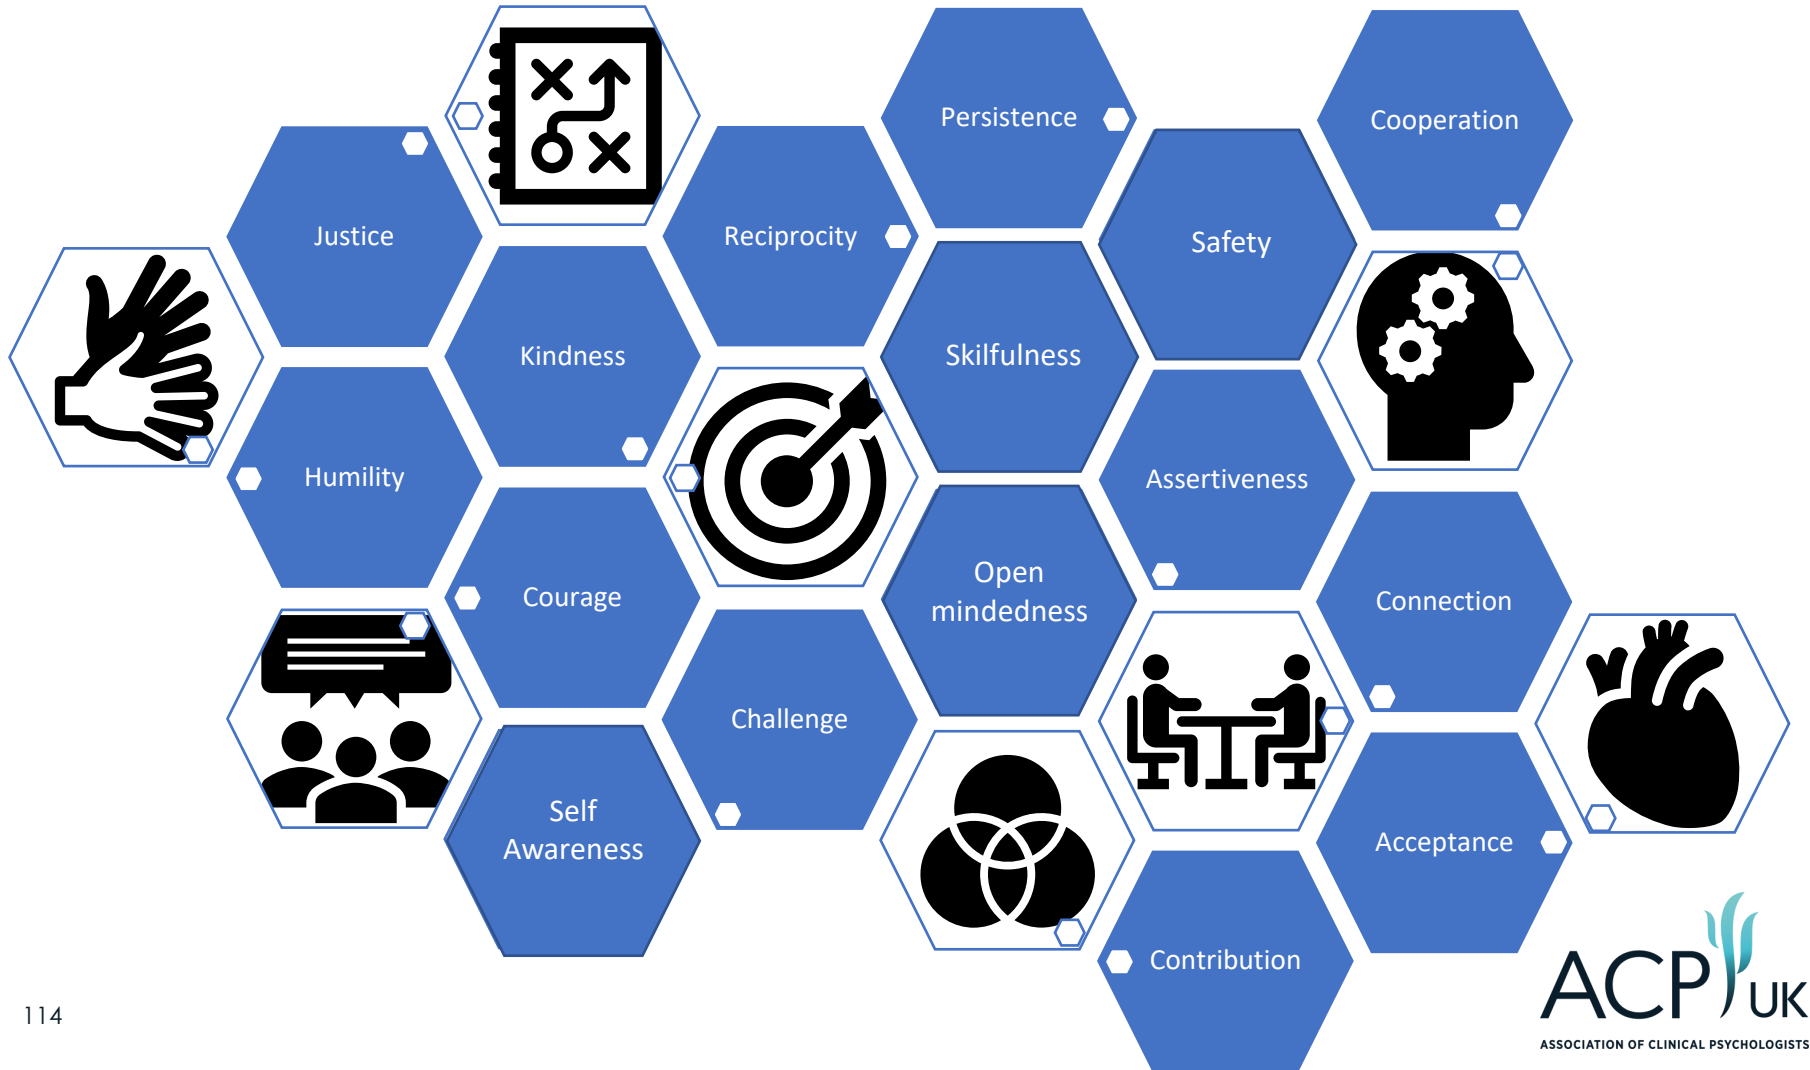 Persistence
Cooperation
Justice
Reciprocity
Safety
Kindness
Skilfulness
Humility
Assertiveness
Courage
Open
mindedness
Connection
Challenge
Self
Awareness
Acceptance
Contribution
ACP UK
ASSOCIATION OF CLINICAL PSYCHOLOGISTS
114